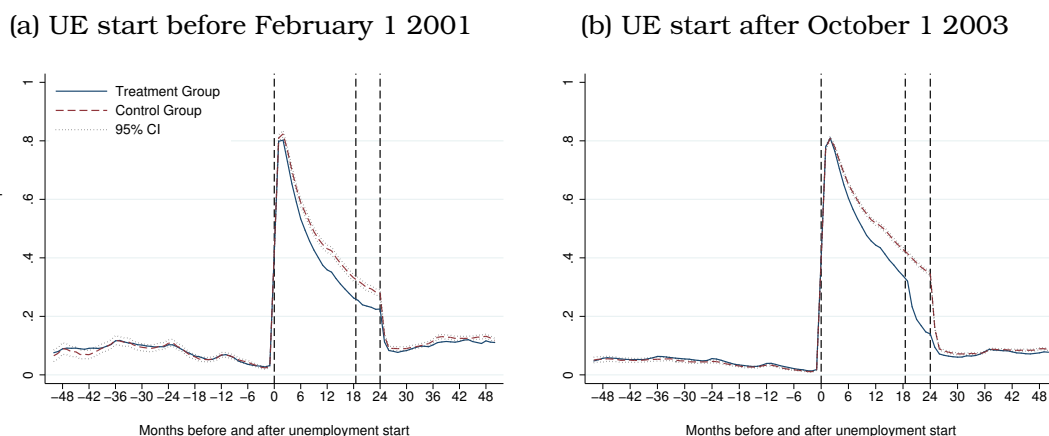 (a) UE start before February 1 2001
(b) UE start after October 1 2003
Treatment Group
Control Group
95% CI
1
.8
.6
.4
.2
0
−48 −42 −36 −30 −24 −18 −12 −6 0 6 12 18 24 30 36 42 48
Months before and after unemployment start
1
.8
.6
.4
.2
0
−48 −42 −36 −30 −24 −18 −12 −6 0 6 12 18 24 30 36 42 48
Months before and after unemployment start